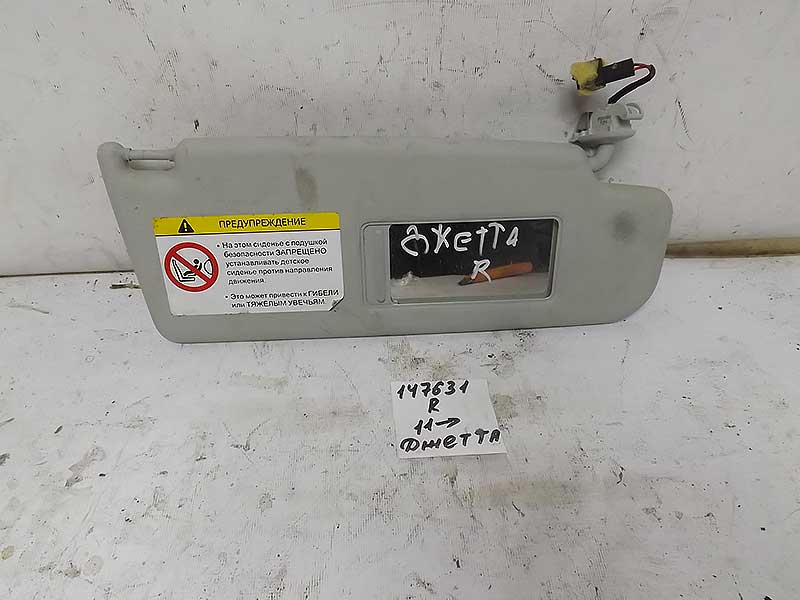 ПРЕДУПРЕЖДЕНИЕ
• На этом сиденье с подушкой
безопасности ЗАПРЕЩЕНО
устанавливать детское
сиденье против направления
движения.
• Это может привести к ГИБЕЛИ
или ТЯЖЁЛЫМ УВЕЧЬЯМ.
ДЖЕТТА
R
147631
R
11→
ДЖЕТТА